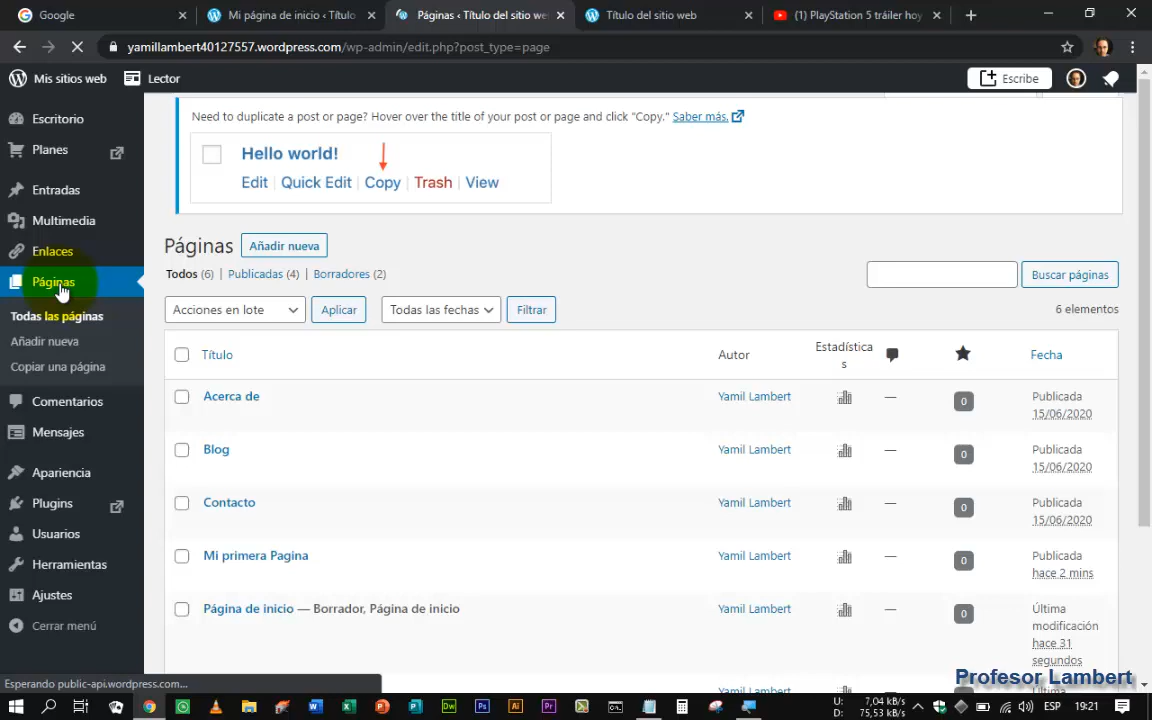 Google
Mi página de inicio ‹ Título
Páginas ‹ Título del sitio we
Título del sitio web
(1) PlayStation 5 tráiler hoy
yamillambert40127557.wordpress.com/wp-admin/edit.php?post_type=page
Mis sitios web
Lector
Escribe
Escritorio
Planes
Entradas
Multimedia
Enlaces
Páginas
Todas las páginas
Añadir nueva
Copiar una página
Comentarios
Mensajes
Apariencia
Plugins
Usuarios
Herramientas
Ajustes
Cerrar menú
Need to duplicate a post or page? Hover over the title of your post or page and click "Copy." Saber más.
Hello world!
Edit | Quick Edit | Copy | Trash | View
Páginas Añadir nueva
Todos (6) | Publicadas (4) | Borradores (2)
Buscar páginas
Acciones en lote Aplicar Todas las fechas Filtrar
6 elementos
Título Autor Estadística
s Fecha
Acerca de Yamil Lambert — 0 Publicada
15/06/2020
Blog Yamil Lambert — 0 Publicada
15/06/2020
Contacto Yamil Lambert — 0 Publicada
15/06/2020
Mi primera Pagina Yamil Lambert — 0 Publicada
hace 2 mins
Página de inicio — Borrador, Página de inicio Yamil Lambert — 0 Última
modificación
hace 31
segundos
Yamil Lambert Última
Esperando public-api.wordpress.com...
Profesor Lambert
U: 7,04 kB/s
D: 75,53 kB/s
ESP
19:21